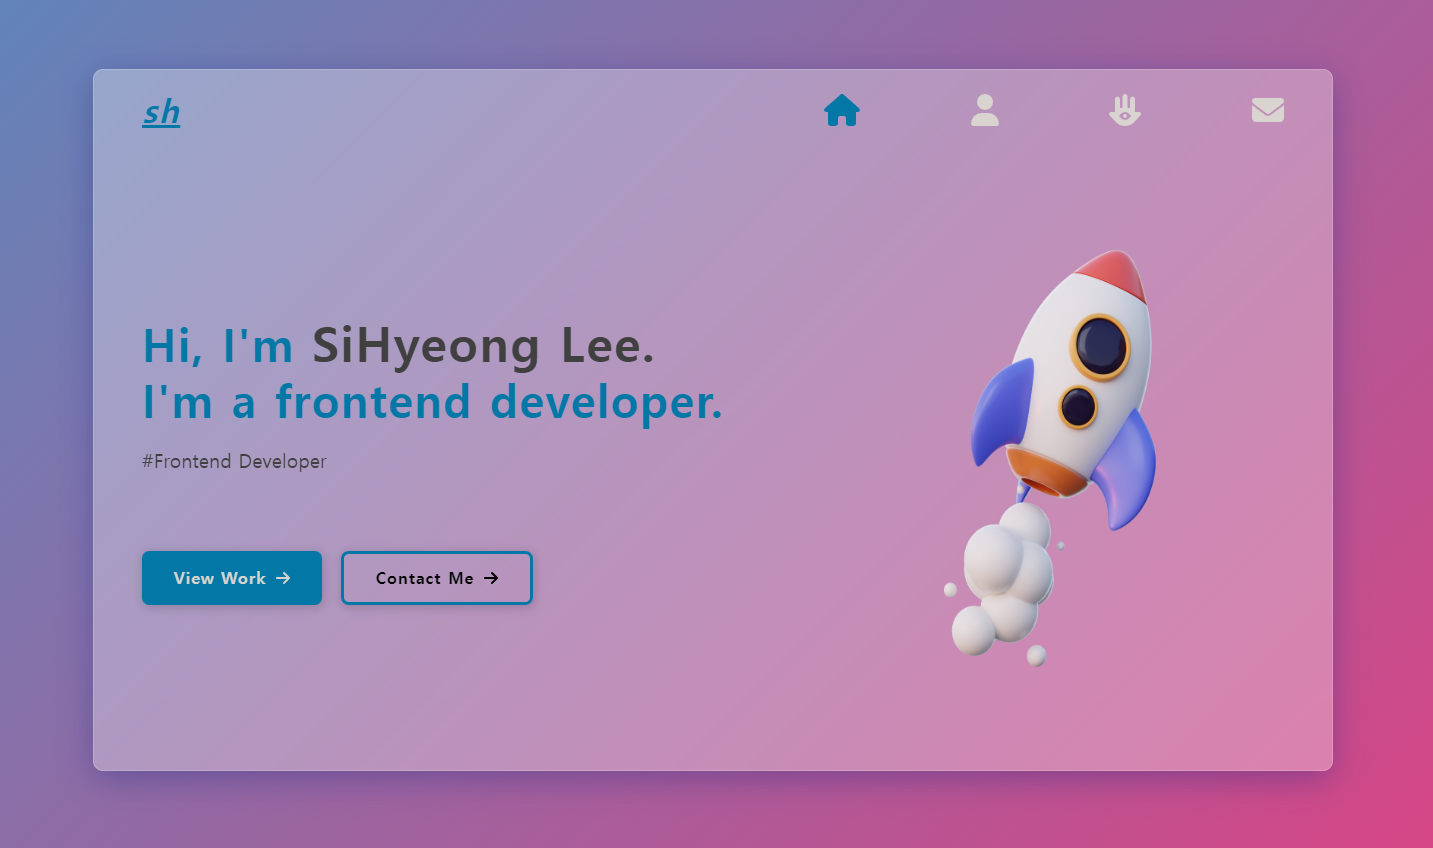 sh
Hi, I'm SiHyeong Lee.
I'm a frontend developer.
#Frontend Developer
View Work →
Contact Me →